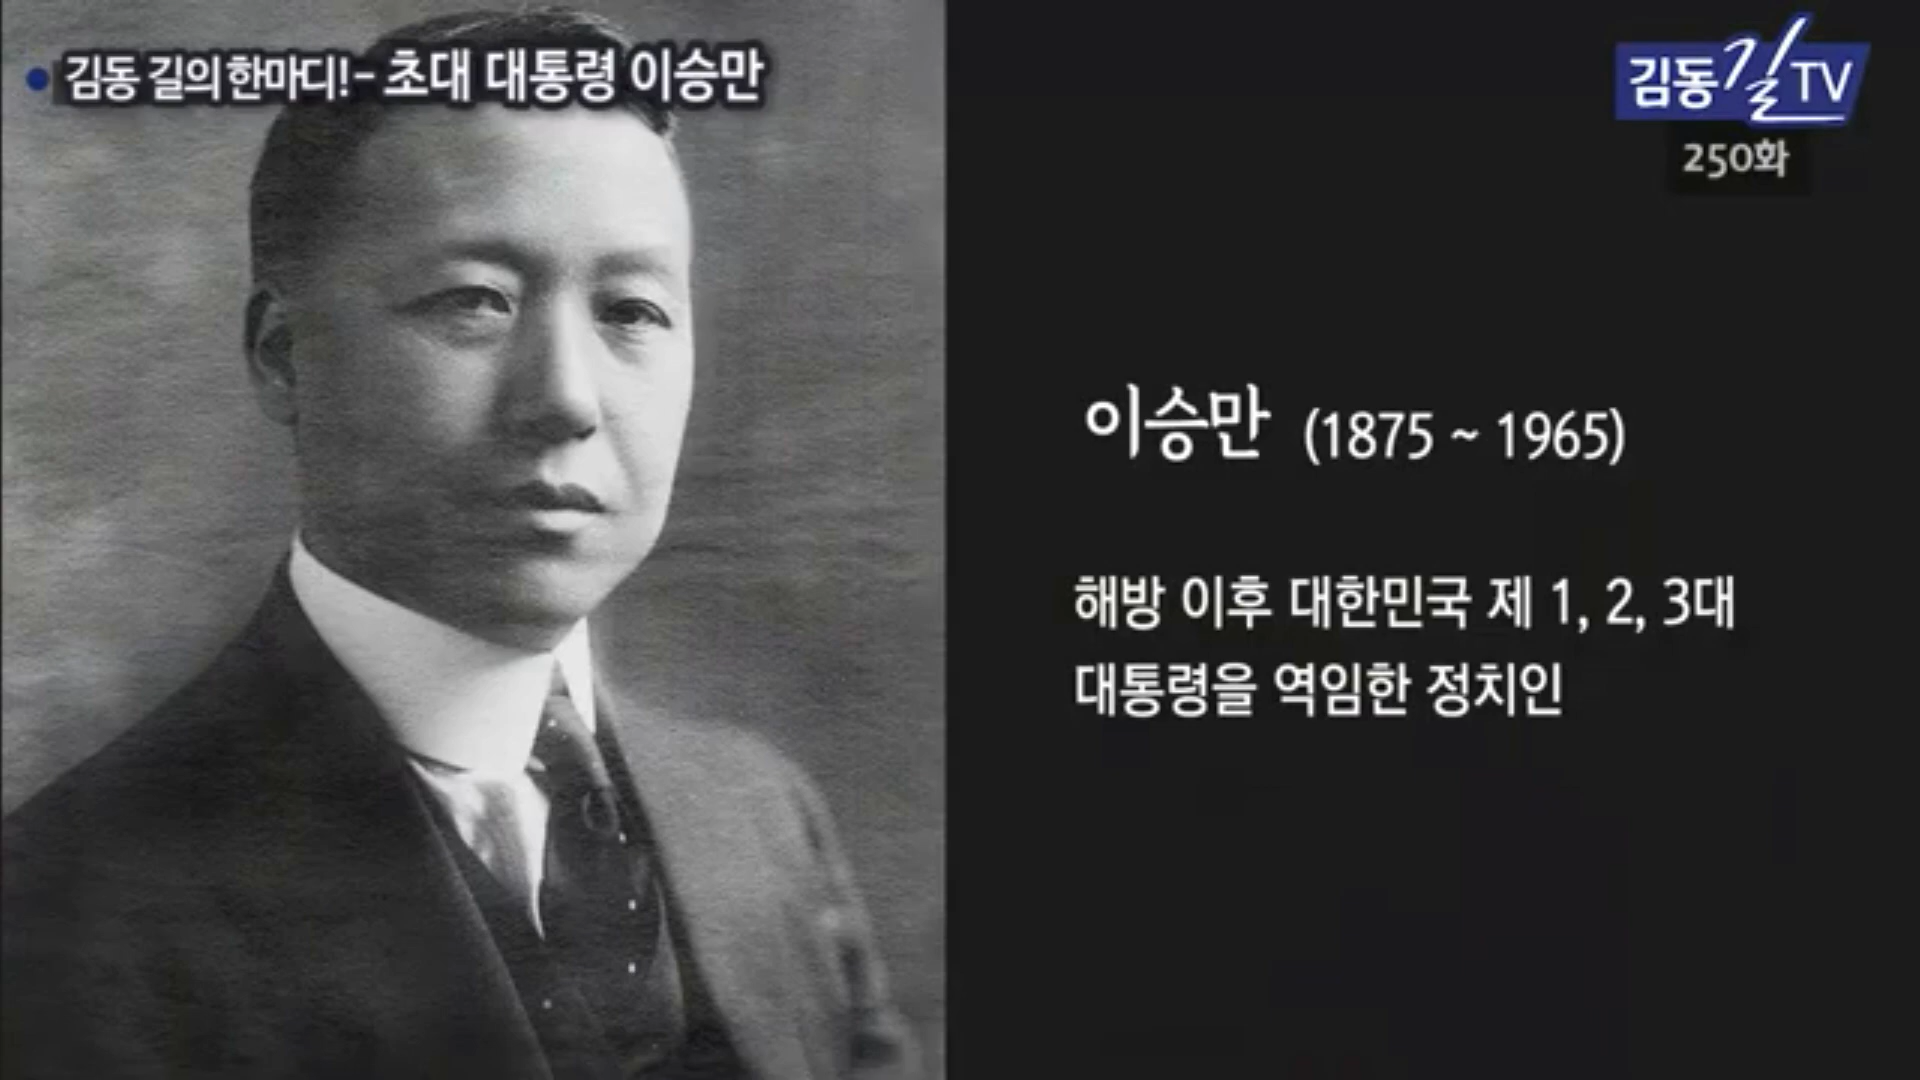 김동길의 한마디! - 초대 대통령 이승만
김동길TV
250화
이승만 (1875 ~ 1965)
해방 이후 대한민국 제 1, 2, 3대
대통령을 역임한 정치인